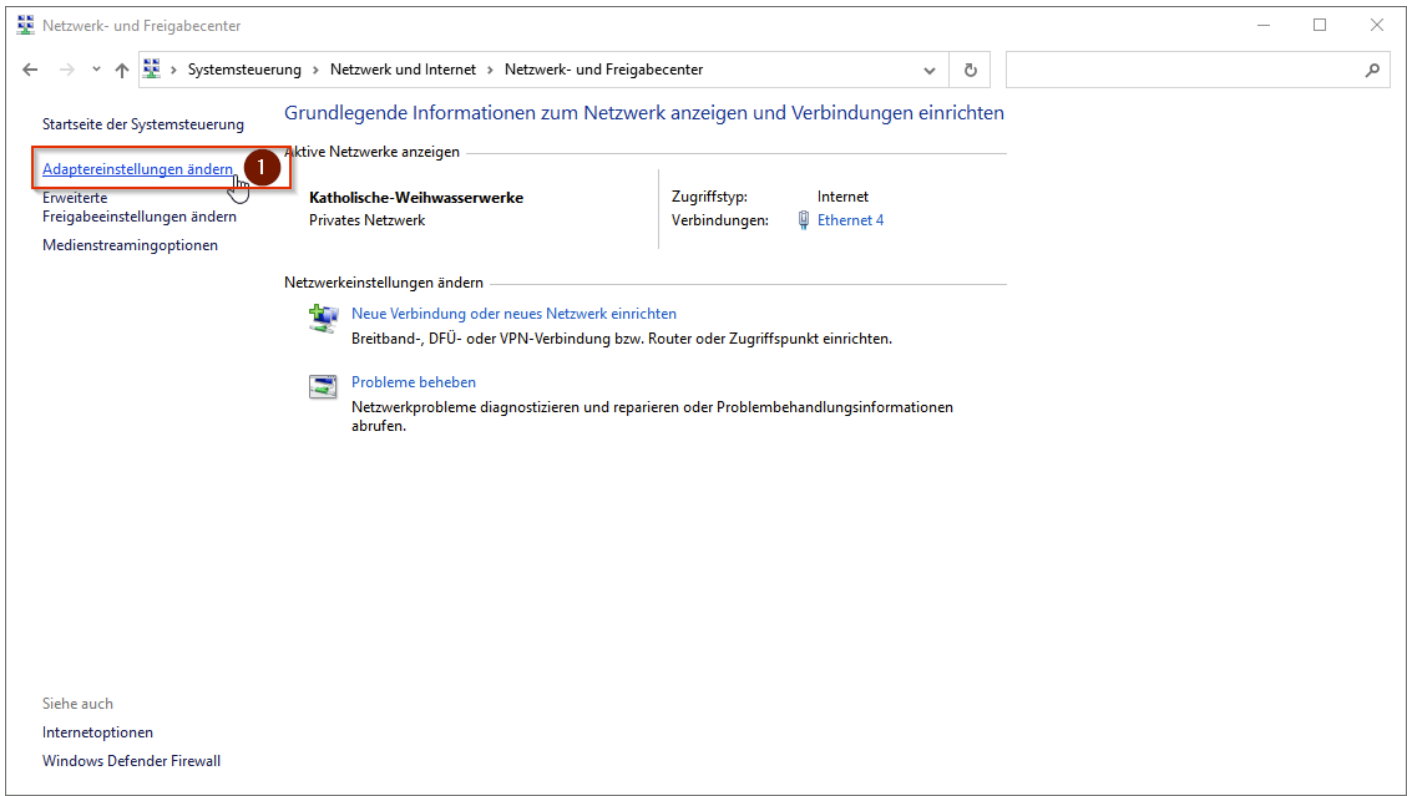 Netzwerk- und Freigabecenter
Systemsteuerung > Netzwerk und Internet > Netzwerk- und Freigabecenter
Startseite der Systemsteuerung
Adaptereinstellungen ändern
1
Erweiterte
Freigabeeinstellungen ändern
Medienstreamingoptionen
Grundlegende Informationen zum Netzwerk anzeigen und Verbindungen einrichten
Aktive Netzwerke anzeigen
Katholische-Weihwasserwerke
Privates Netzwerk
Zugriffstyp: Internet
Verbindungen: Ethernet 4
Netzwerkeinstellungen ändern
Neue Verbindung oder neues Netzwerk einrichten
Breitband-, DFÜ- oder VPN-Verbindung bzw. Router oder Zugriffspunkt einrichten.
Probleme beheben
Netzwerkprobleme diagnostizieren und reparieren oder Problembehandlungsinformationen
abrufen.
Siehe auch
Internetoptionen
Windows Defender Firewall